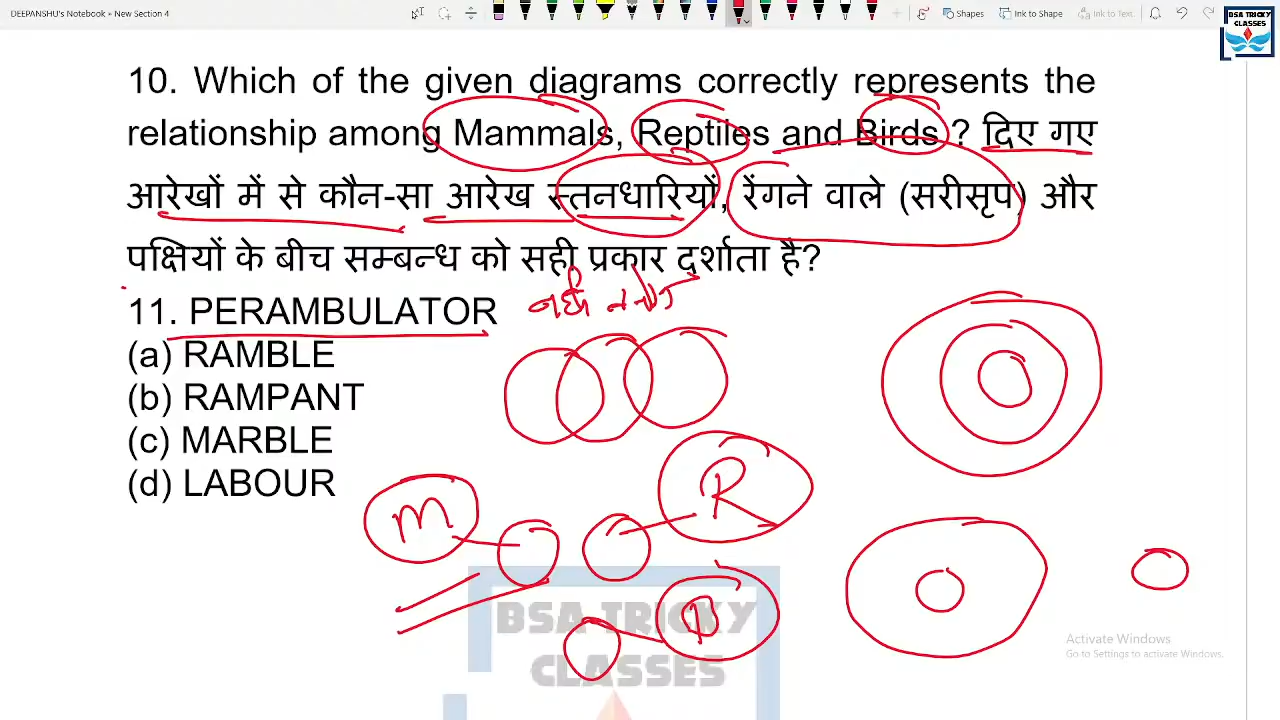 DEEPANSHU's Notebook » New Section 4
Shapes
Ink to Shape
Ink to Text
BSA TRICKY
CLASSES
10. Which of the given diagrams correctly represents the
relationship among Mammals, Reptiles and Birds ? दिए गए
आरेखों में से कौन-सा आरेख स्तनधारियों, रेंगने वाले (सरीसृप) और
पक्षियों के बीच सम्बन्ध को सही प्रकार दर्शाता है?
11. PERAMBULATOR
(a) RAMBLE
(b) RAMPANT
(c) MARBLE
(d) LABOUR
R
M
B
BSA TRICKY
CLASSES
Activate Windows
Go to Settings to activate Windows.